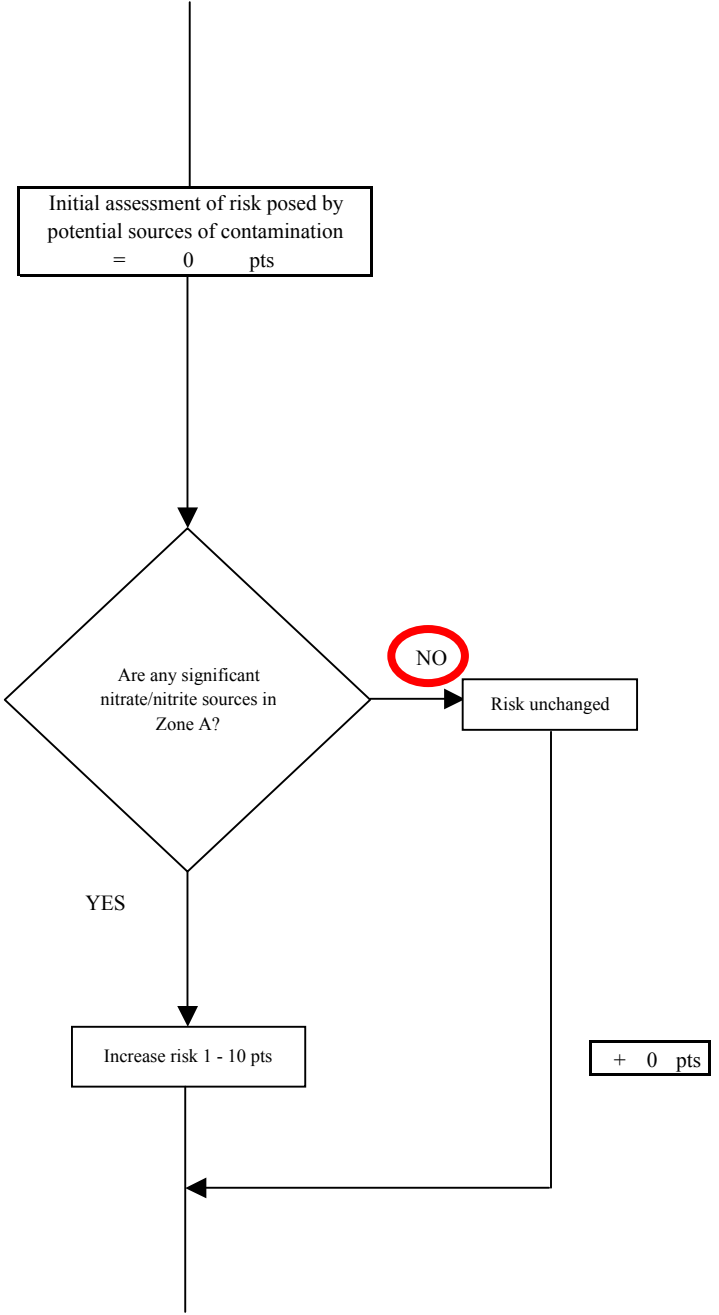 Initial assessment of risk posed by
potential sources of contamination
= 0 pts
Are any significant
nitrate/nitrite sources in
Zone A?
NO
Risk unchanged
YES
Increase risk 1 - 10 pts
+ 0 pts